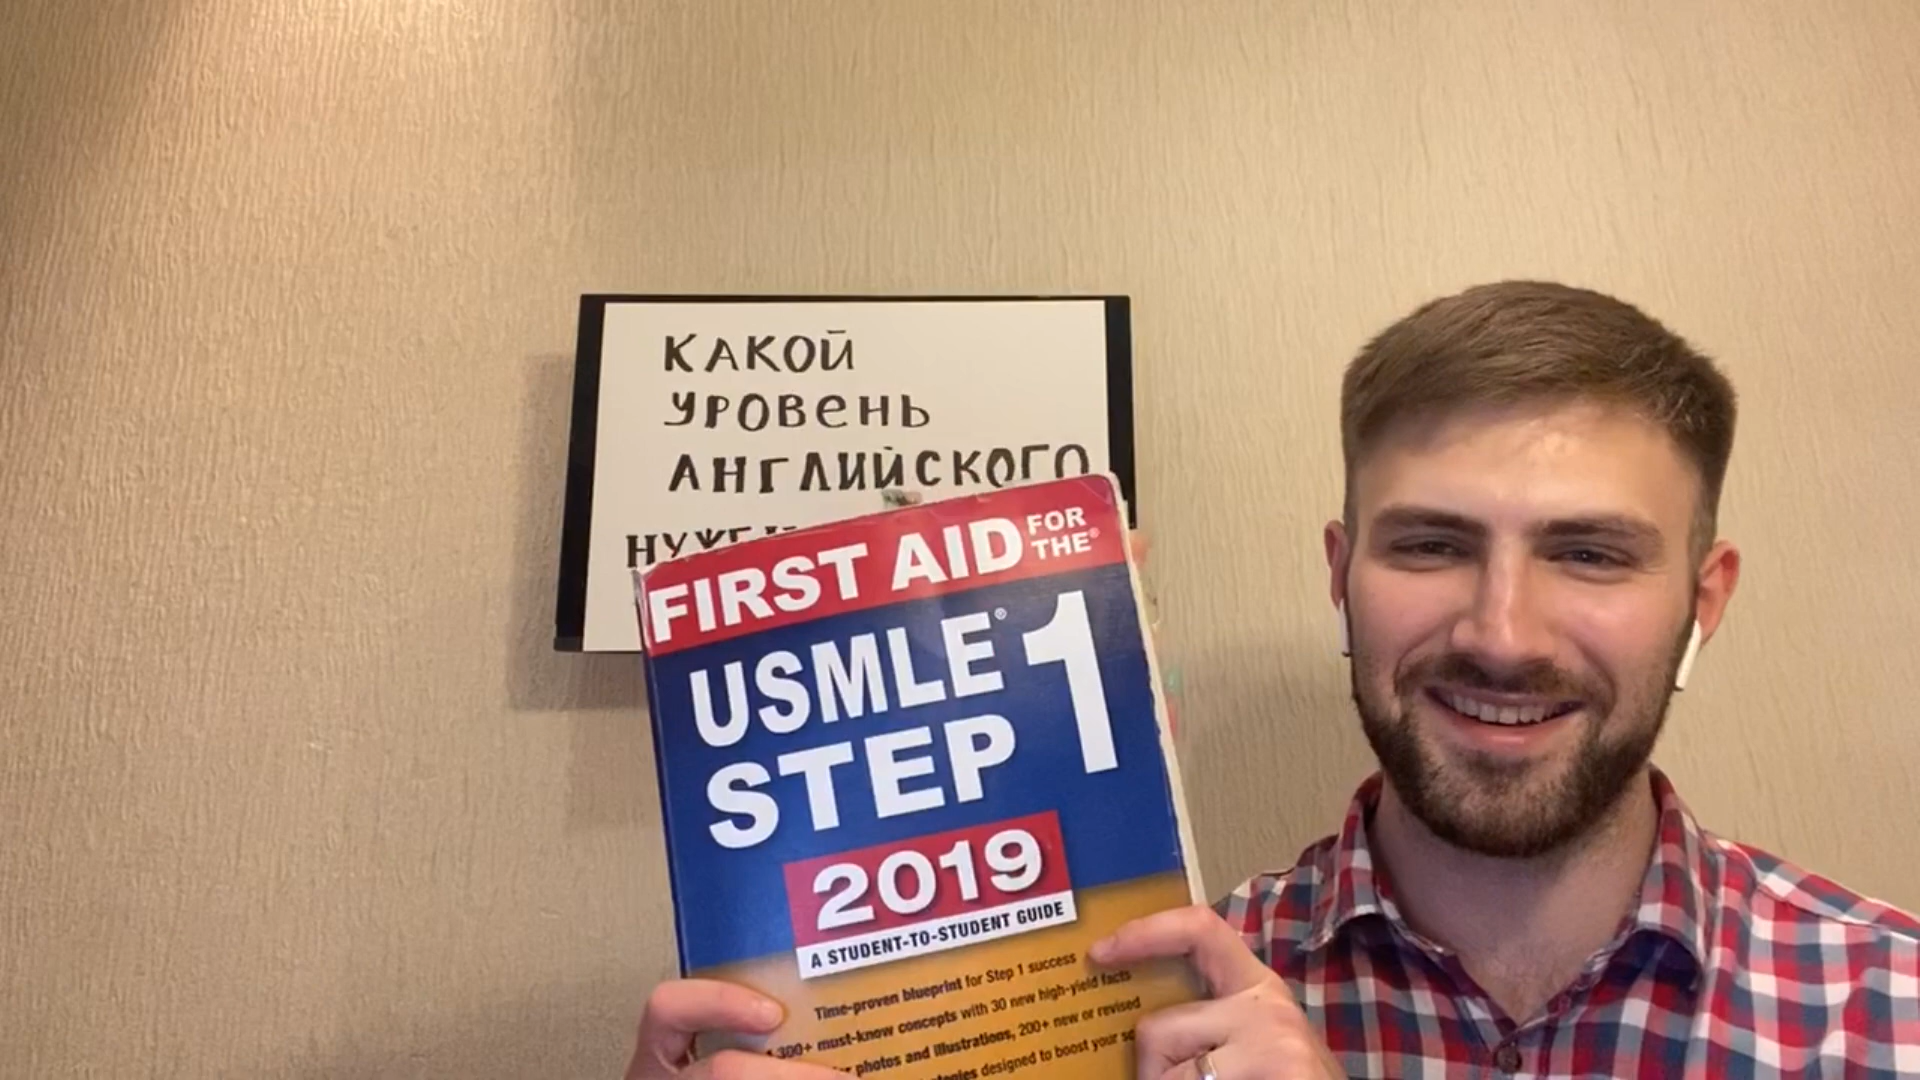 КАКОЙ
УРОВЕНЬ
АНГЛИЙСКОГО
FIRST AID FOR THE®
USMLE®
STEP 1
2019
A STUDENT-TO-STUDENT GUIDE
Time-proven blueprint for Step 1 success
300+ must-know concepts with 30 new high-yield facts
photos and illustrations, 200+ new or revised
designed to boost your